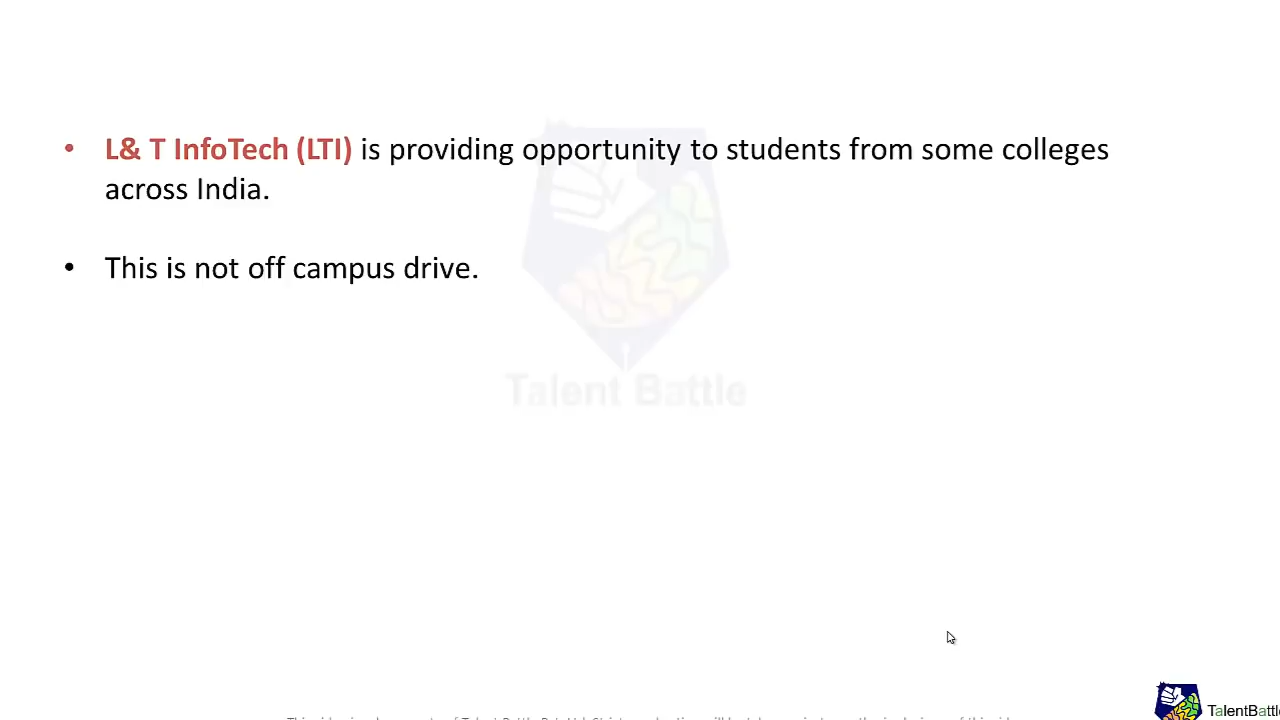 • L& T InfoTech (LTI) is providing opportunity to students from some colleges
across India.
• This is not off campus drive.
Talent Battle
TalentBattle